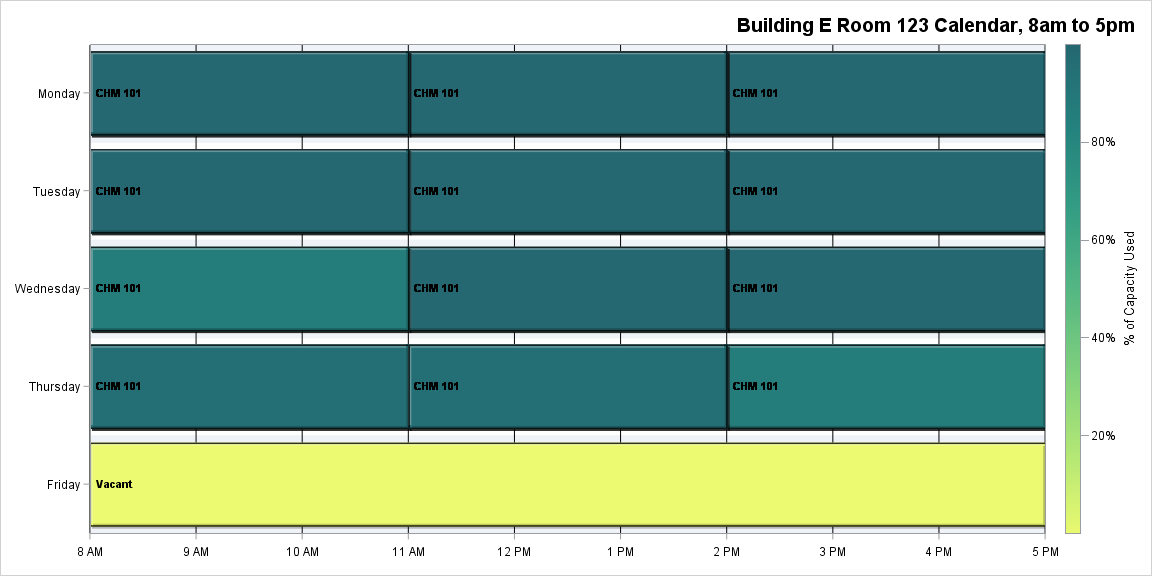 Building E Room 123 Calendar, 8am to 5pm
Monday
CHM 101
CHM 101
CHM 101
Tuesday
CHM 101
CHM 101
CHM 101
Wednesday
CHM 101
CHM 101
CHM 101
Thursday
CHM 101
CHM 101
CHM 101
Friday
Vacant
8 AM
9 AM
10 AM
11 AM
12 PM
1 PM
2 PM
3 PM
4 PM
5 PM
80%
60%
40%
20%
% of Capacity Used